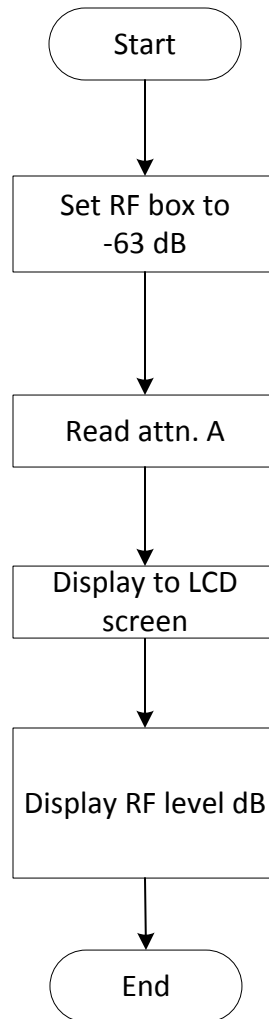 Start
Set RF box to
-63 dB
Read attn. A
Display to LCD
screen
Display RF level dB
End